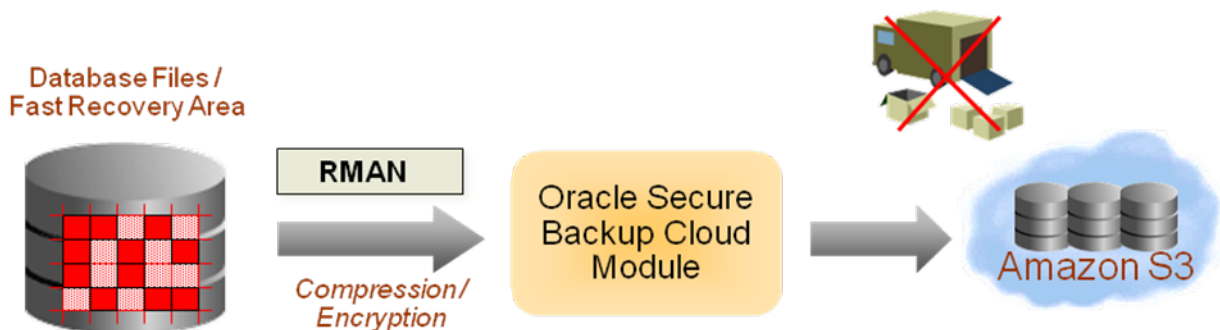 Database Files /
Fast Recovery Area
RMAN
Compression/
Encryption
Oracle Secure
Backup Cloud
Module
Amazon S3